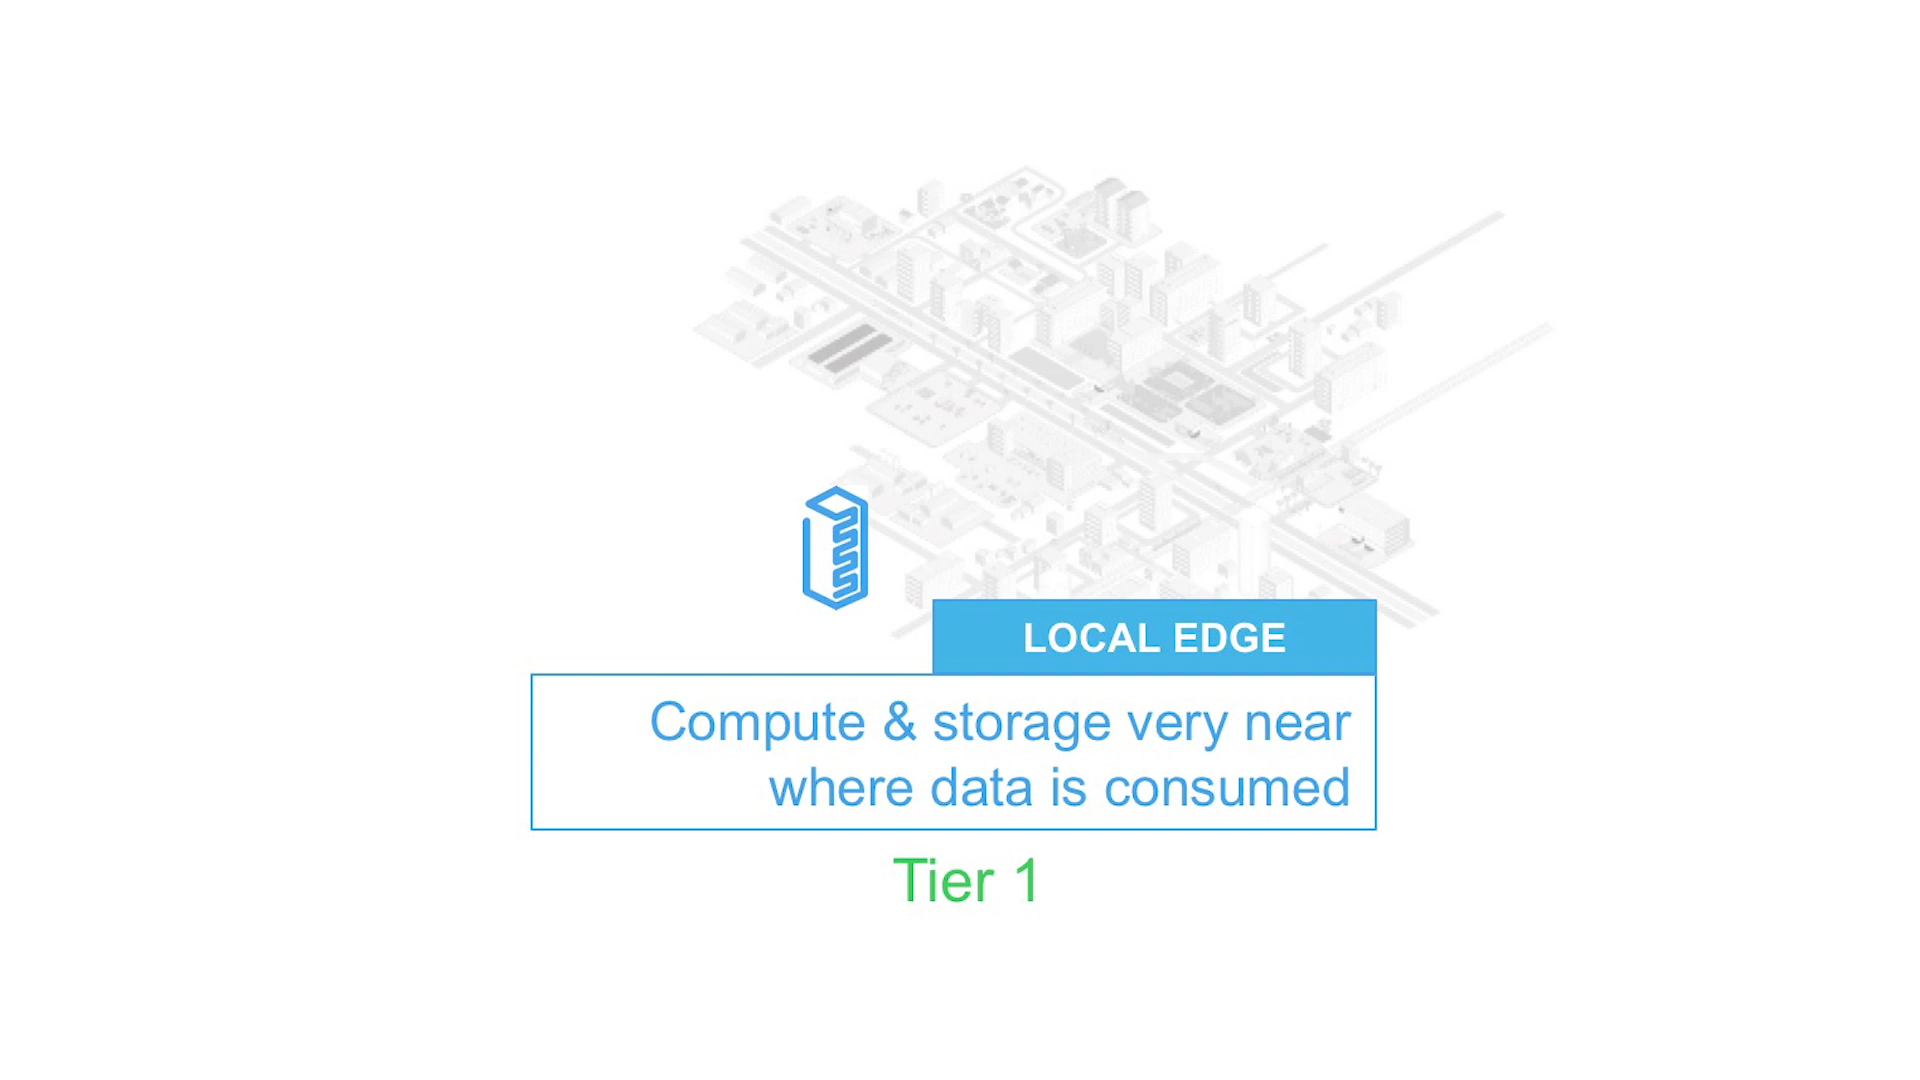 LOCAL EDGE
Compute & storage very near
where data is consumed
Tier 1